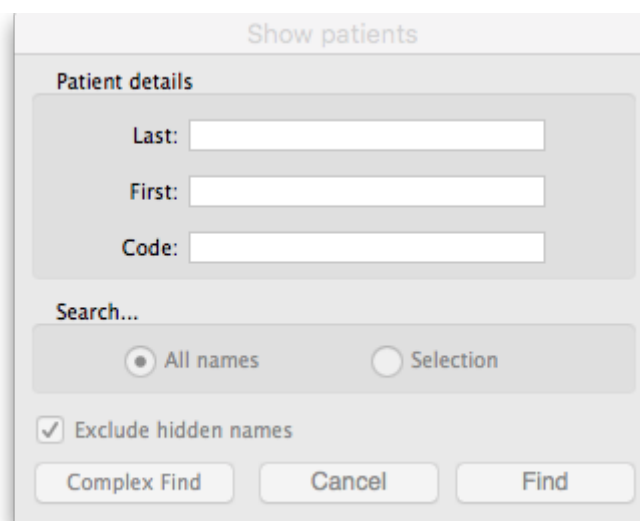 Show patients
Patient details
Last:
First:
Code:
Search...
All names Selection
Exclude hidden names
Complex Find Cancel Find